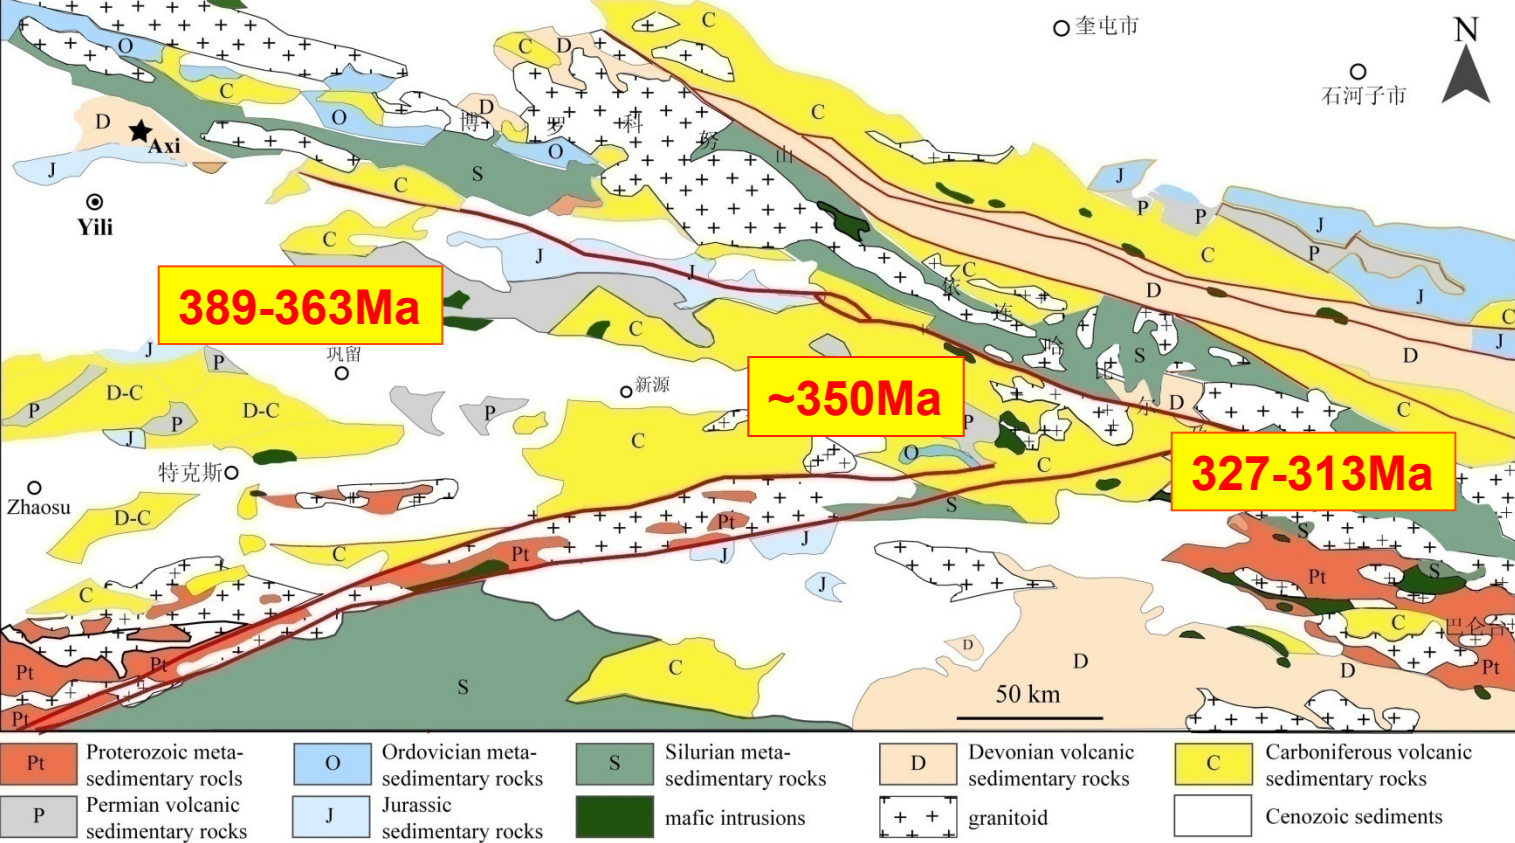 C
N
奎屯市
石河子市
O
C
D
C
C
D
O
D
博
罗
科
努
山
D
Axi
J
O
S
C
J
P
P
J
P
J
C
J
Yili
C
J
J
C
C
依
连
哈
比
尔
D
D
S
D
C
389-363Ma
C
J
P
巩留
~350Ma
新源
P
D-C
D-C
P
P
J
P
C
O
C
327-313Ma
特克斯
Zhaosu
D-C
S
Pt
C
Pt
J
J
J
S
Pt
S
C
C
巴仑台
Pt
Pt
Pt
Pt
S
C
D
D
D
50 km
Pt
Proterozoic meta-
sedimentary rocls
O
Ordovician meta-
sedimentary rocks
S
Silurian meta-
sedimentary rocks
D
Devonian volcanic
sedimentary rocks
C
Carboniferous volcanic
sedimentary rocks
P
Permian volcanic
sedimentary rocks
J
Jurassic
sedimentary rocks
mafic intrusions
granitoid
Cenozoic sediments